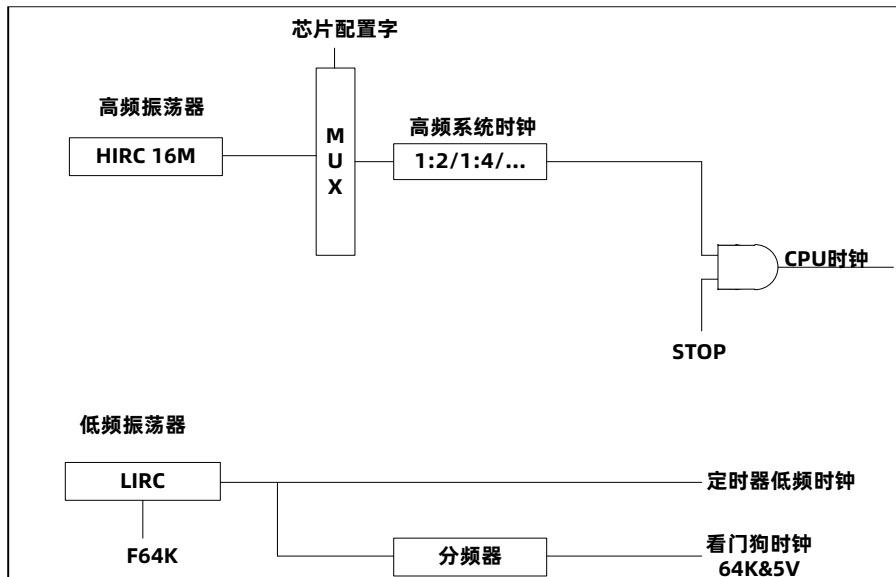 芯片配置字
高频振荡器
HIRC 16M
MUX
高频系统时钟
1:2/1:4/...
CPU时钟
STOP
低频振荡器
LIRC
F64K
定时器低频时钟
分频器
看门狗时钟
64K&5V